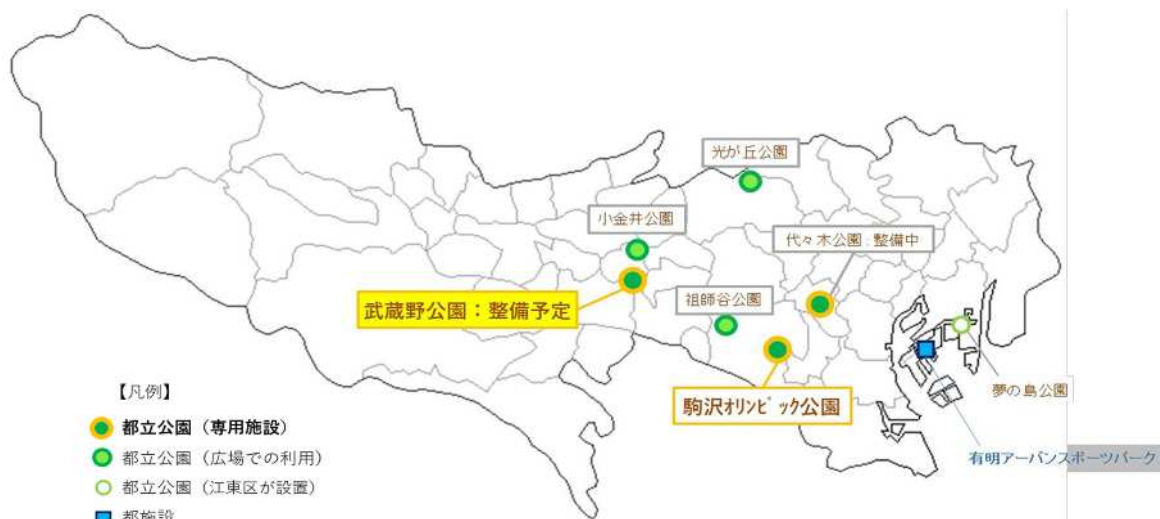 光が丘公園
小金井公園
代々木公園：整備中
武蔵野公園：整備予定
祖師谷公園
駒沢オリンピック公園
夢の島公園
有明アーバンスポーツパーク
【凡例】
都立公園（専用施設）
都立公園（広場での利用）
都立公園（江東区が設置）
都施設